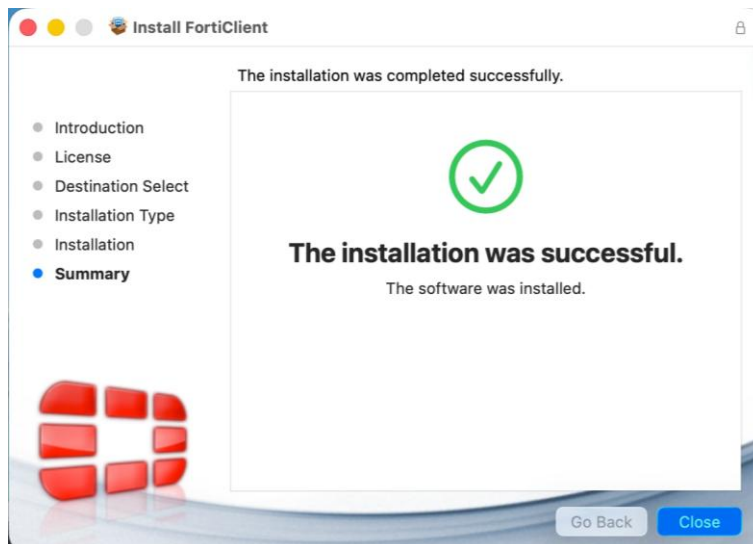 Install FortiClient
The installation was completed successfully.
Introduction
License
Destination Select
Installation Type
Installation
Summary
The installation was successful.
The software was installed.
Go Back
Close